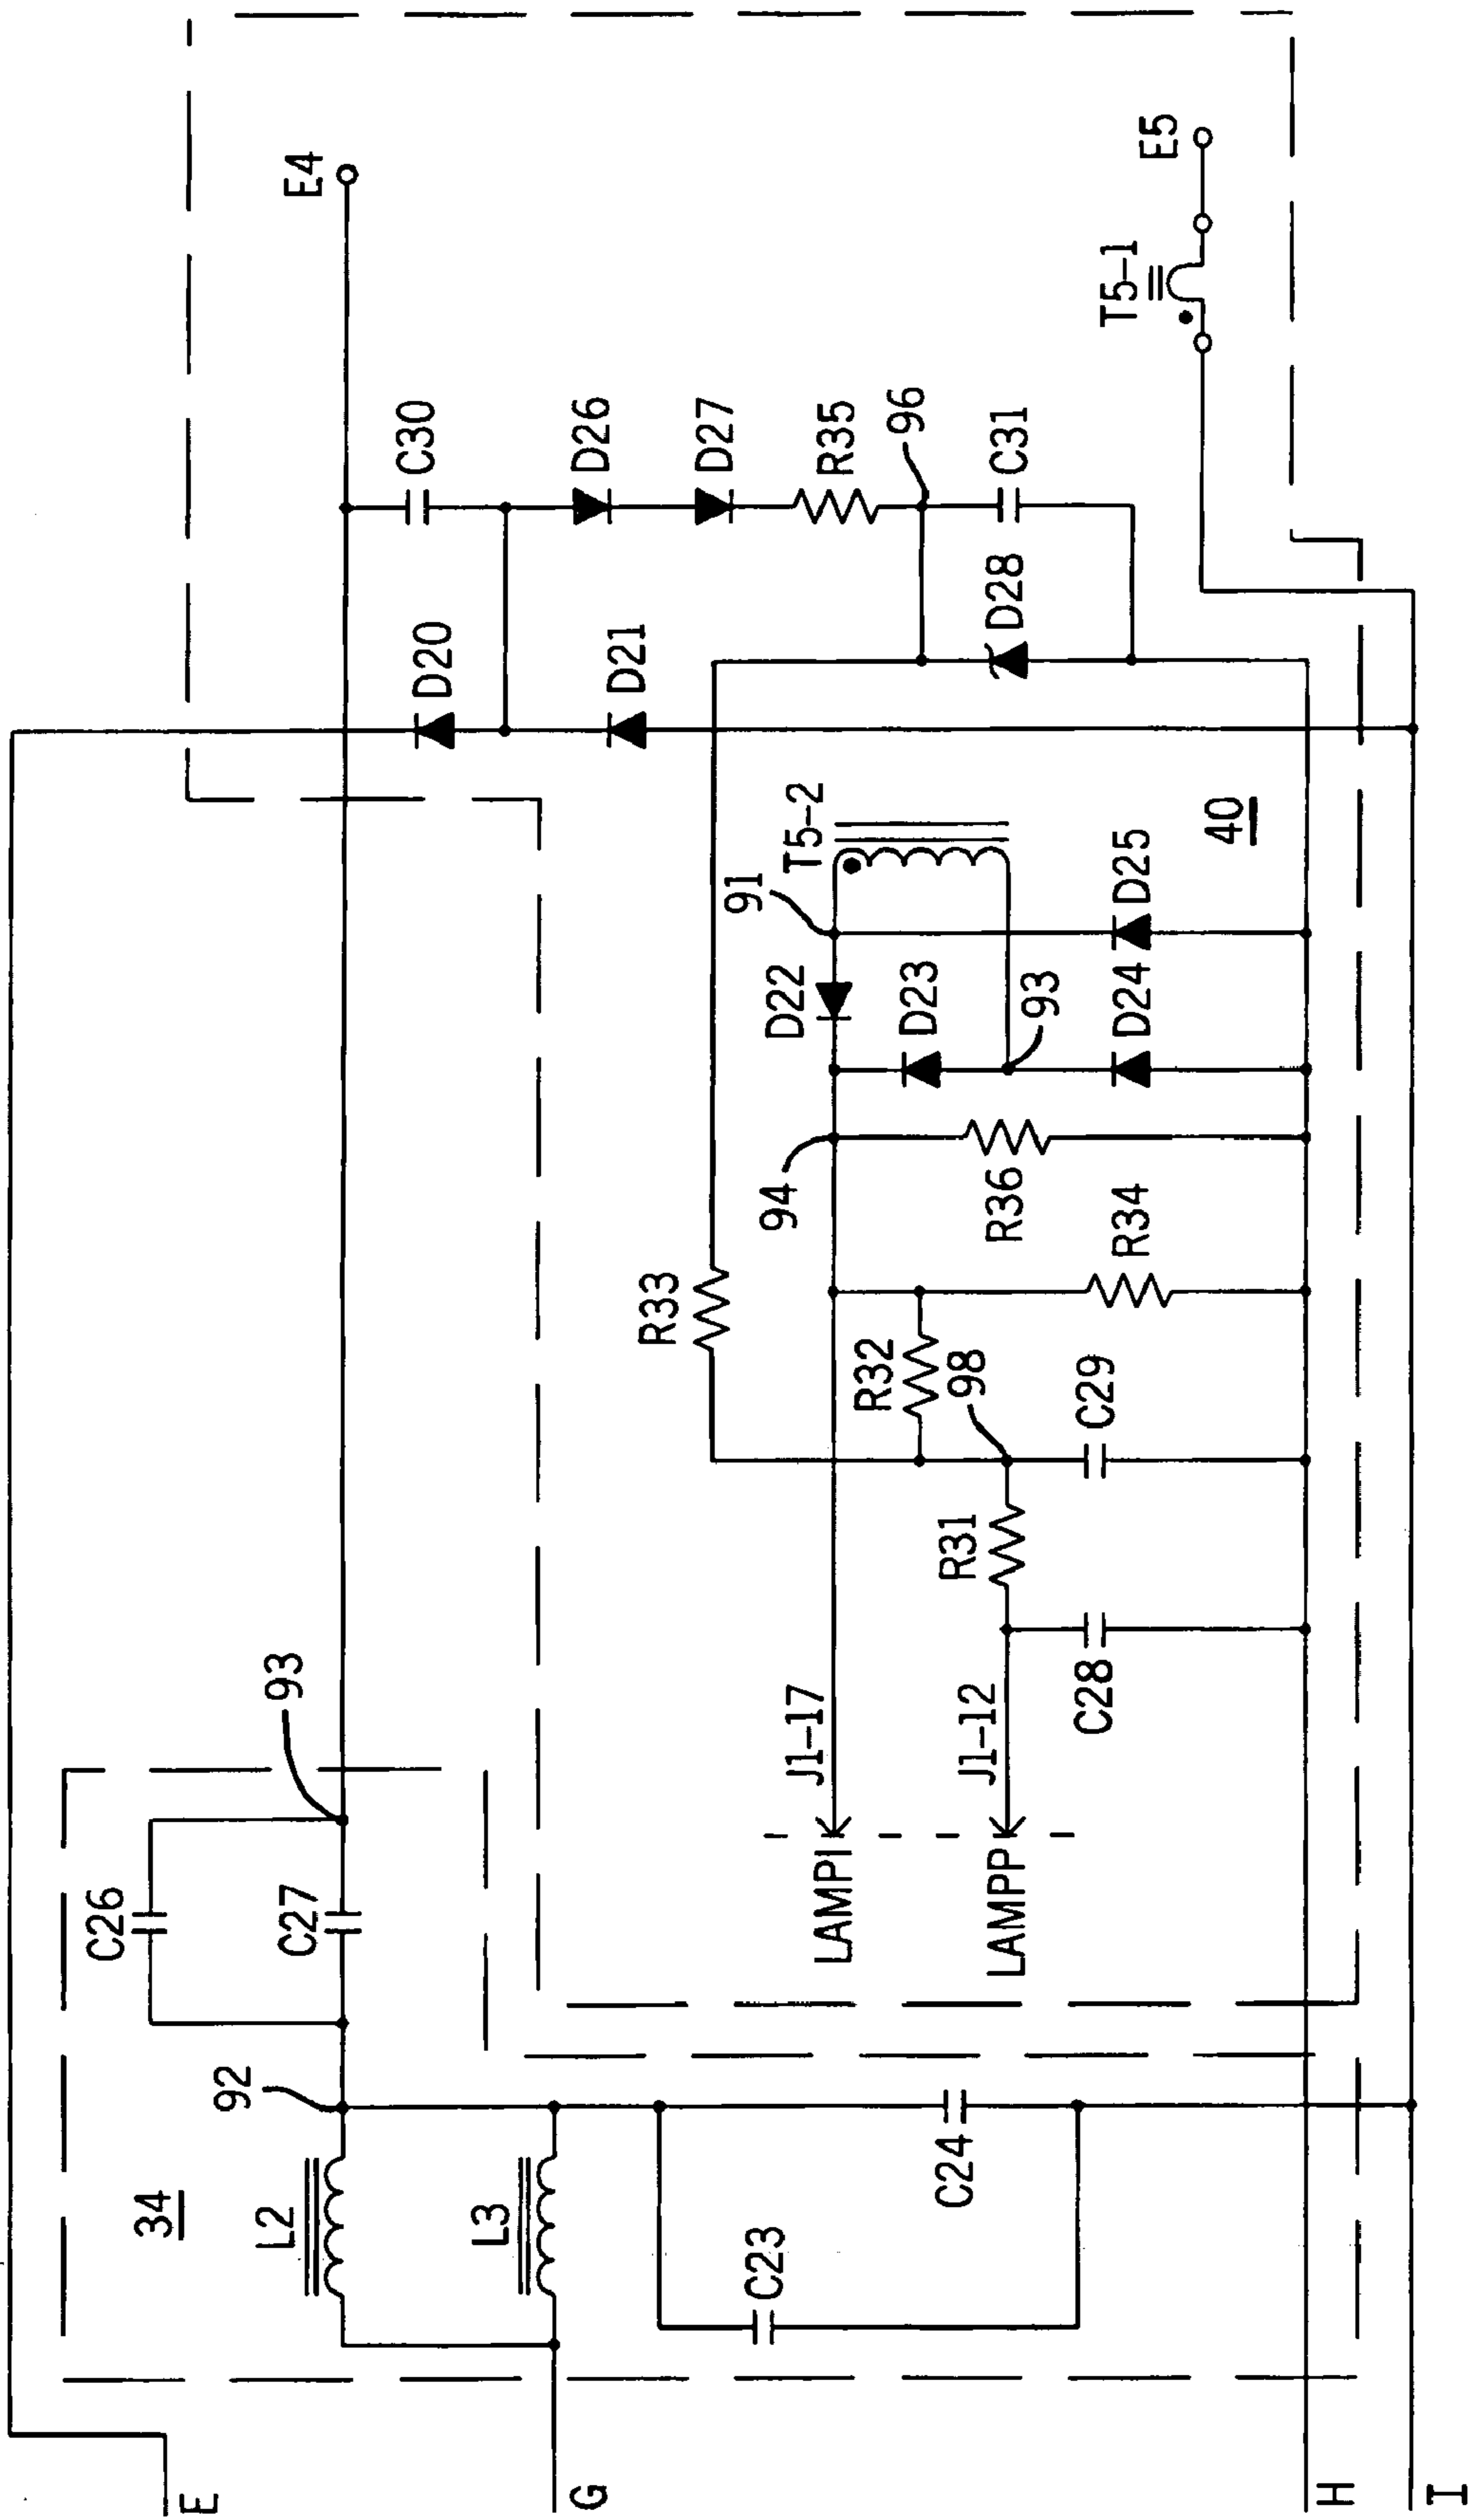 E4
C30
D26
D27
R35
96
C31
E5
T5-1
D20
D21
D28
T5-2
91
D22
D23
93
D25
D24
40
94
R36
R34
R33
R32
98
C29
R31
93
J1-17
J1-12
C28
C26
C27
LAMPI
LAMPP
92
34
L2
L3
C24
C23
E
G
H
I